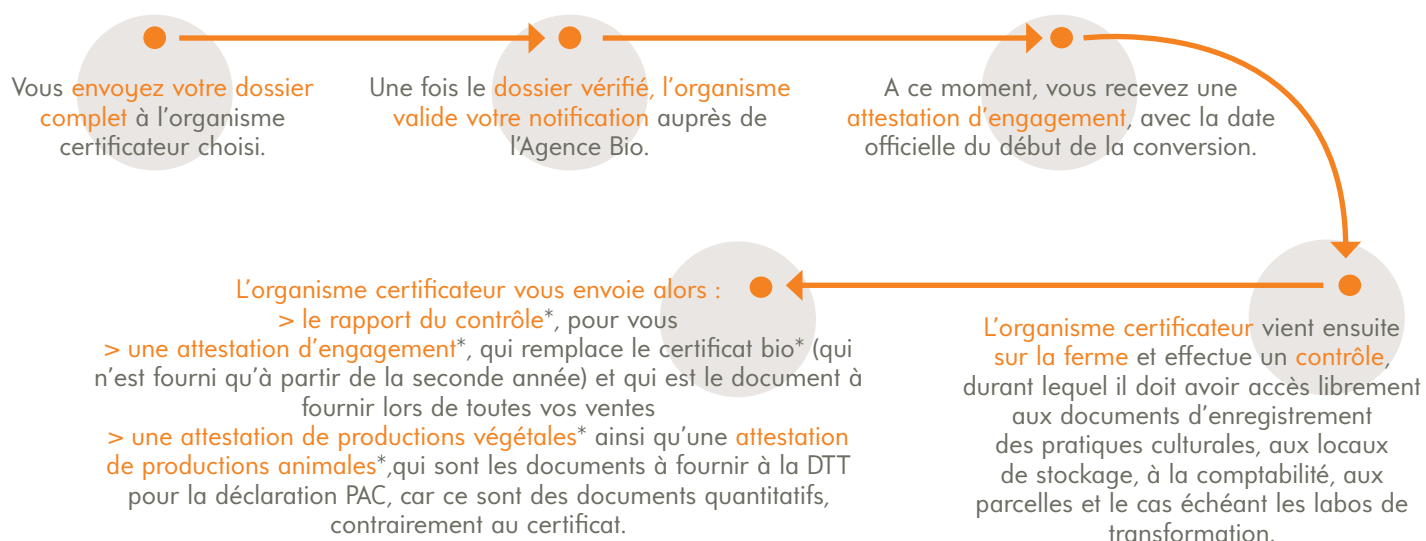 Vous envoyez votre dossier
complet à l'organisme
certificateur choisi.
Une fois le dossier vérifié, l'organisme
valide votre notification auprès de
l'Agence Bio.
A ce moment, vous recevez une
attestation d'engagement, avec la date
officielle du début de la conversion.
L'organisme certificateur vient ensuite
sur la ferme et effectue un contrôle,
durant lequel il doit avoir accès librement
aux documents d'enregistrement
des pratiques culturales, aux locaux
de stockage, à la comptabilité, aux
parcelles et le cas échéant les labos de
transformation.
L'organisme certificateur vous envoie alors :
> le rapport du contrôle*, pour vous
> une attestation d'engagement*, qui remplace le certificat bio* (qui
n'est fourni qu'à partir de la seconde année) et qui est le document à
fournir lors de toutes vos ventes
> une attestation de productions végétales* ainsi qu'une attestation
de productions animales*,qui sont les documents à fournir à la DTT
pour la déclaration PAC, car ce sont des documents quantitatifs,
contrairement au certificat.